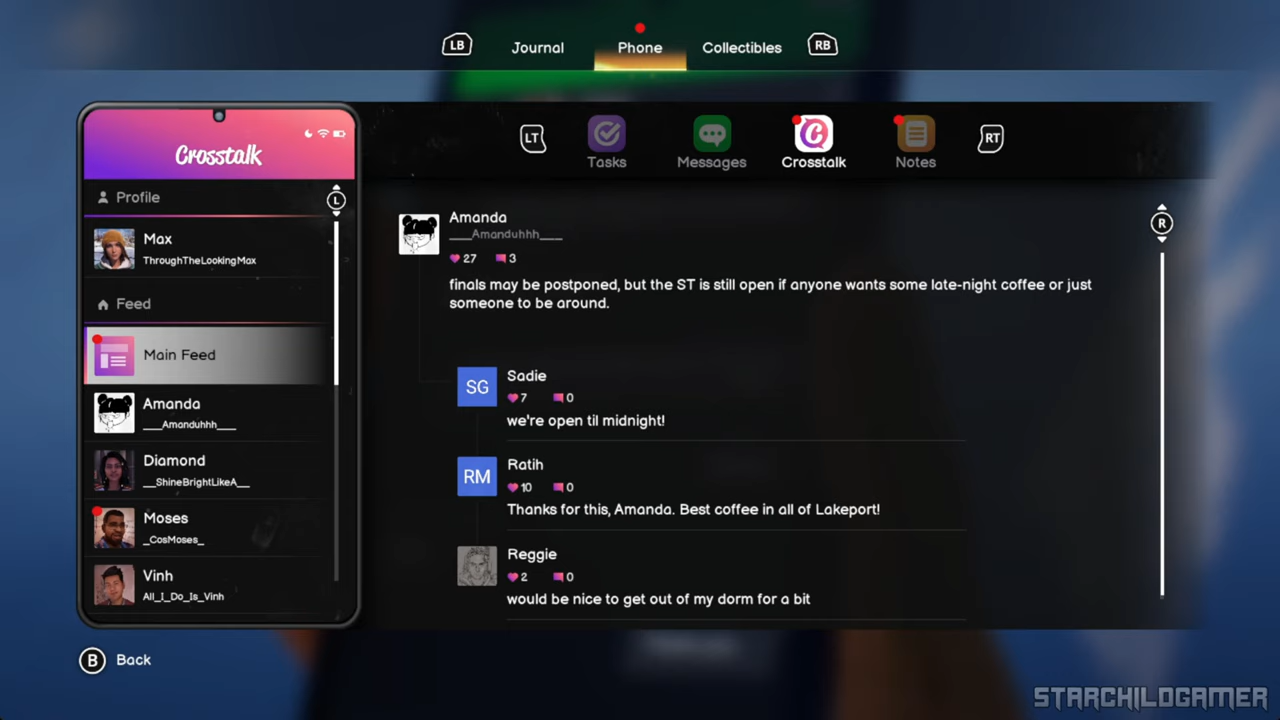 LB
Journal
Phone
Collectibles
RB
Crosstalk
Profile
L
Max
ThroughTheLookingMax
Feed
Main Feed
Amanda
___Amanduhhh___
Diamond
__ShineBrightLikeA__
Moses
_CosMoses_
Vinh
All_I_Do_Is_Vinh
LT
Tasks
Messages
Crosstalk
Notes
RT
R
Amanda
___Amanduhhh___
27 3
finals may be postponed, but the ST is still open if anyone wants some late-night coffee or just
someone to be around.
SG
Sadie
7 0
we're open til midnight!
RM
Ratih
10 0
Thanks for this, Amanda. Best coffee in all of Lakeport!
Reggie
2 0
would be nice to get out of my dorm for a bit
B Back
STARCHILDGAMER